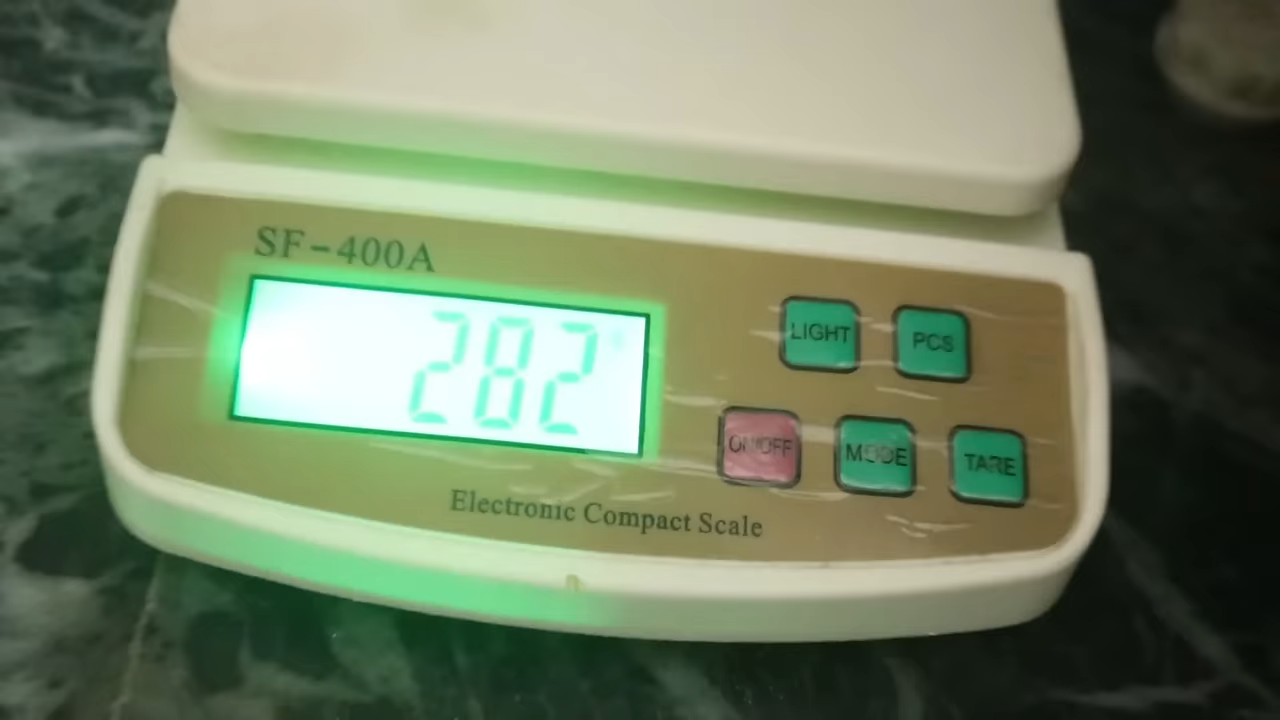 SF-400A
282
LIGHT PCS
ON/OFF MODE TARE
Electronic Compact Scale